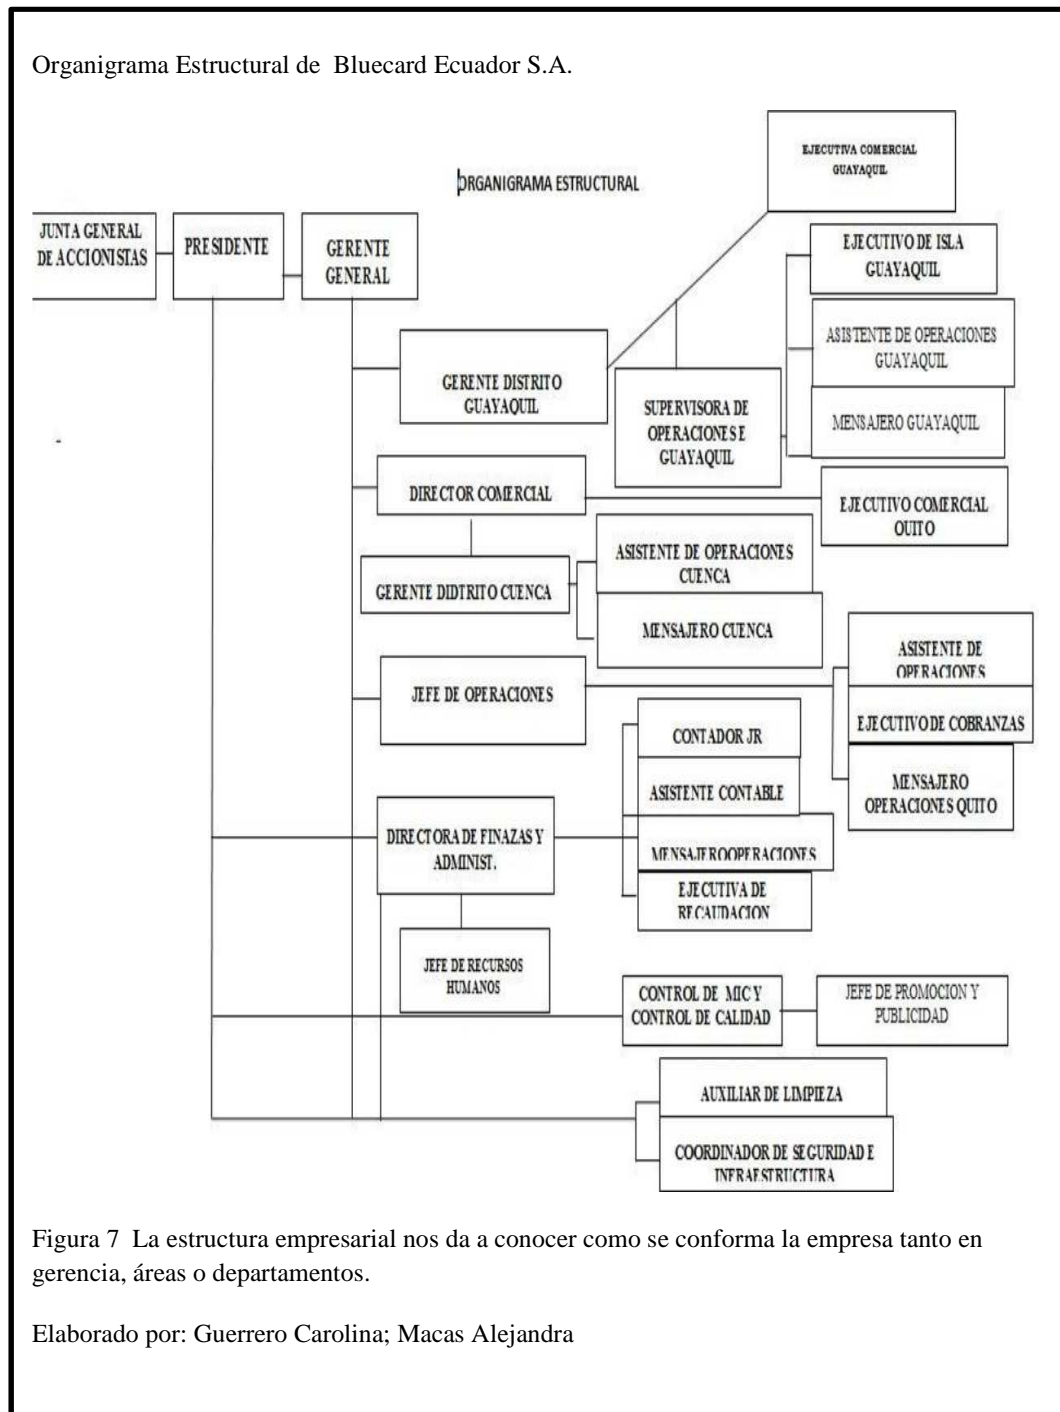 Organigrama Estructural de  Bluecard Ecuador S.A.
ORGANIGRAMA ESTRUCTURAL
EJECUTIVA COMERCIAL
GUAYAQUIL
JUNTA GENERAL
DE ACCIONISTAS
PRESIDENTE
GERENTE
GENERAL
EJECUTIVO DE ISLA
GUAYAQUIL
GERENTE DISTRITO
GUAYAQUIL
ASISTENTE DE OPERACIONES
GUAYAQUIL
SUPERVISORA DE
OPERACIONES E
GUAYAQUIL
MENSAJERO GUAYAQUIL
DIRECTOR COMERCIAL
EJECUTIVO COMERCIAL
QUITO
GERENTE DIDTRITO CUENCA
ASISTENTE DE OPERACIONES
CUENCA
MENSAJERO CUENCA
JEFE DE OPERACIONES
ASISTENTE DE
OPERACIONES
EJECUTIVO DE COBRANZAS
MENSAJERO
OPERACIONES QUITO
CONTADOR JR
ASISTENTE CONTABLE
DIRECTORA DE FINAZAS Y
ADMINIST.
MENSAJEROOPERACIONES
EJECUTIVA DE
RECAUDACION
JEFE DE RECURSOS
HUMANOS
CONTROL DE  MIC Y
CONTROL DE CALIDAD
JEFE DE PROMOCION Y
PUBLICIDAD
AUXILIAR DE LIMPIEZA
COORDINADOR DE SEGURIDAD E
INFRAESTRUCTURA
Figura 7  La estructura empresarial nos da a conocer como se conforma la empresa tanto en
gerencia, áreas o departamentos.
Elaborado por: Guerrero Carolina; Macas Alejandra